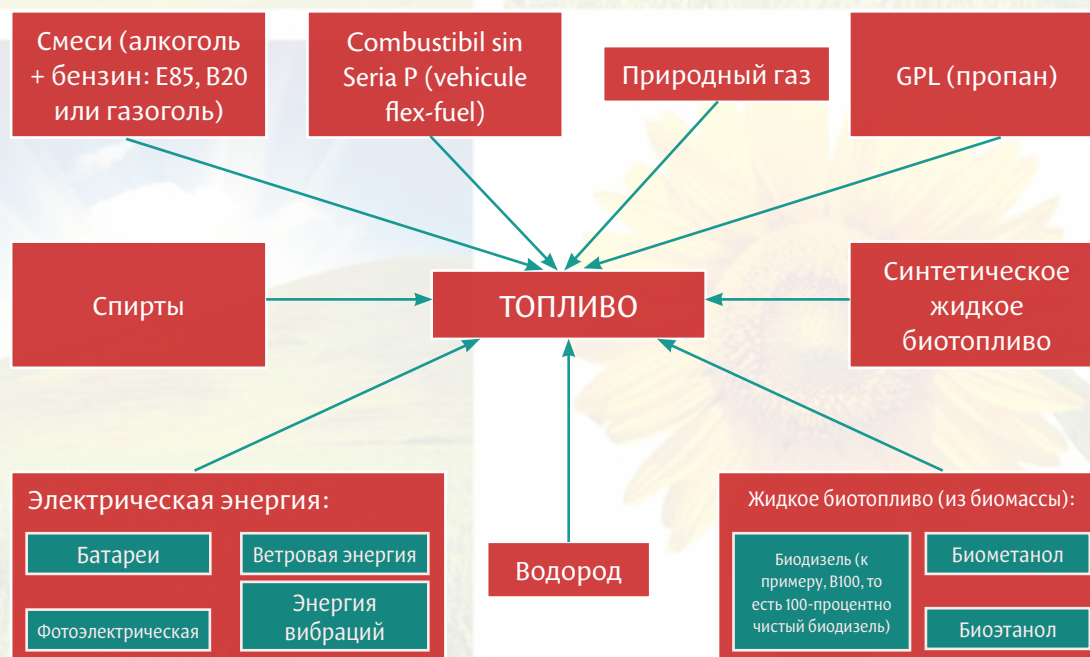 Смеси (алкоголь
+ бензин: E85, B20
или газоголь)
Combustibil sin
Seria P (vehicule
flex-fuel)
Природный газ
GPL (пропан)
Спирты
ТОПЛИВО
Синтетическое
жидкое
биотопливо
Электрическая энергия:
Батареи
Ветровая энергия
Фотоэлектрическая
Энергия
вибраций
Водород
Жидкое биотопливо (из биомассы):
Биодизель (к
примеру, B100, то
есть 100-процентно
чистый биодизель)
Биометанол
Биоэтанол